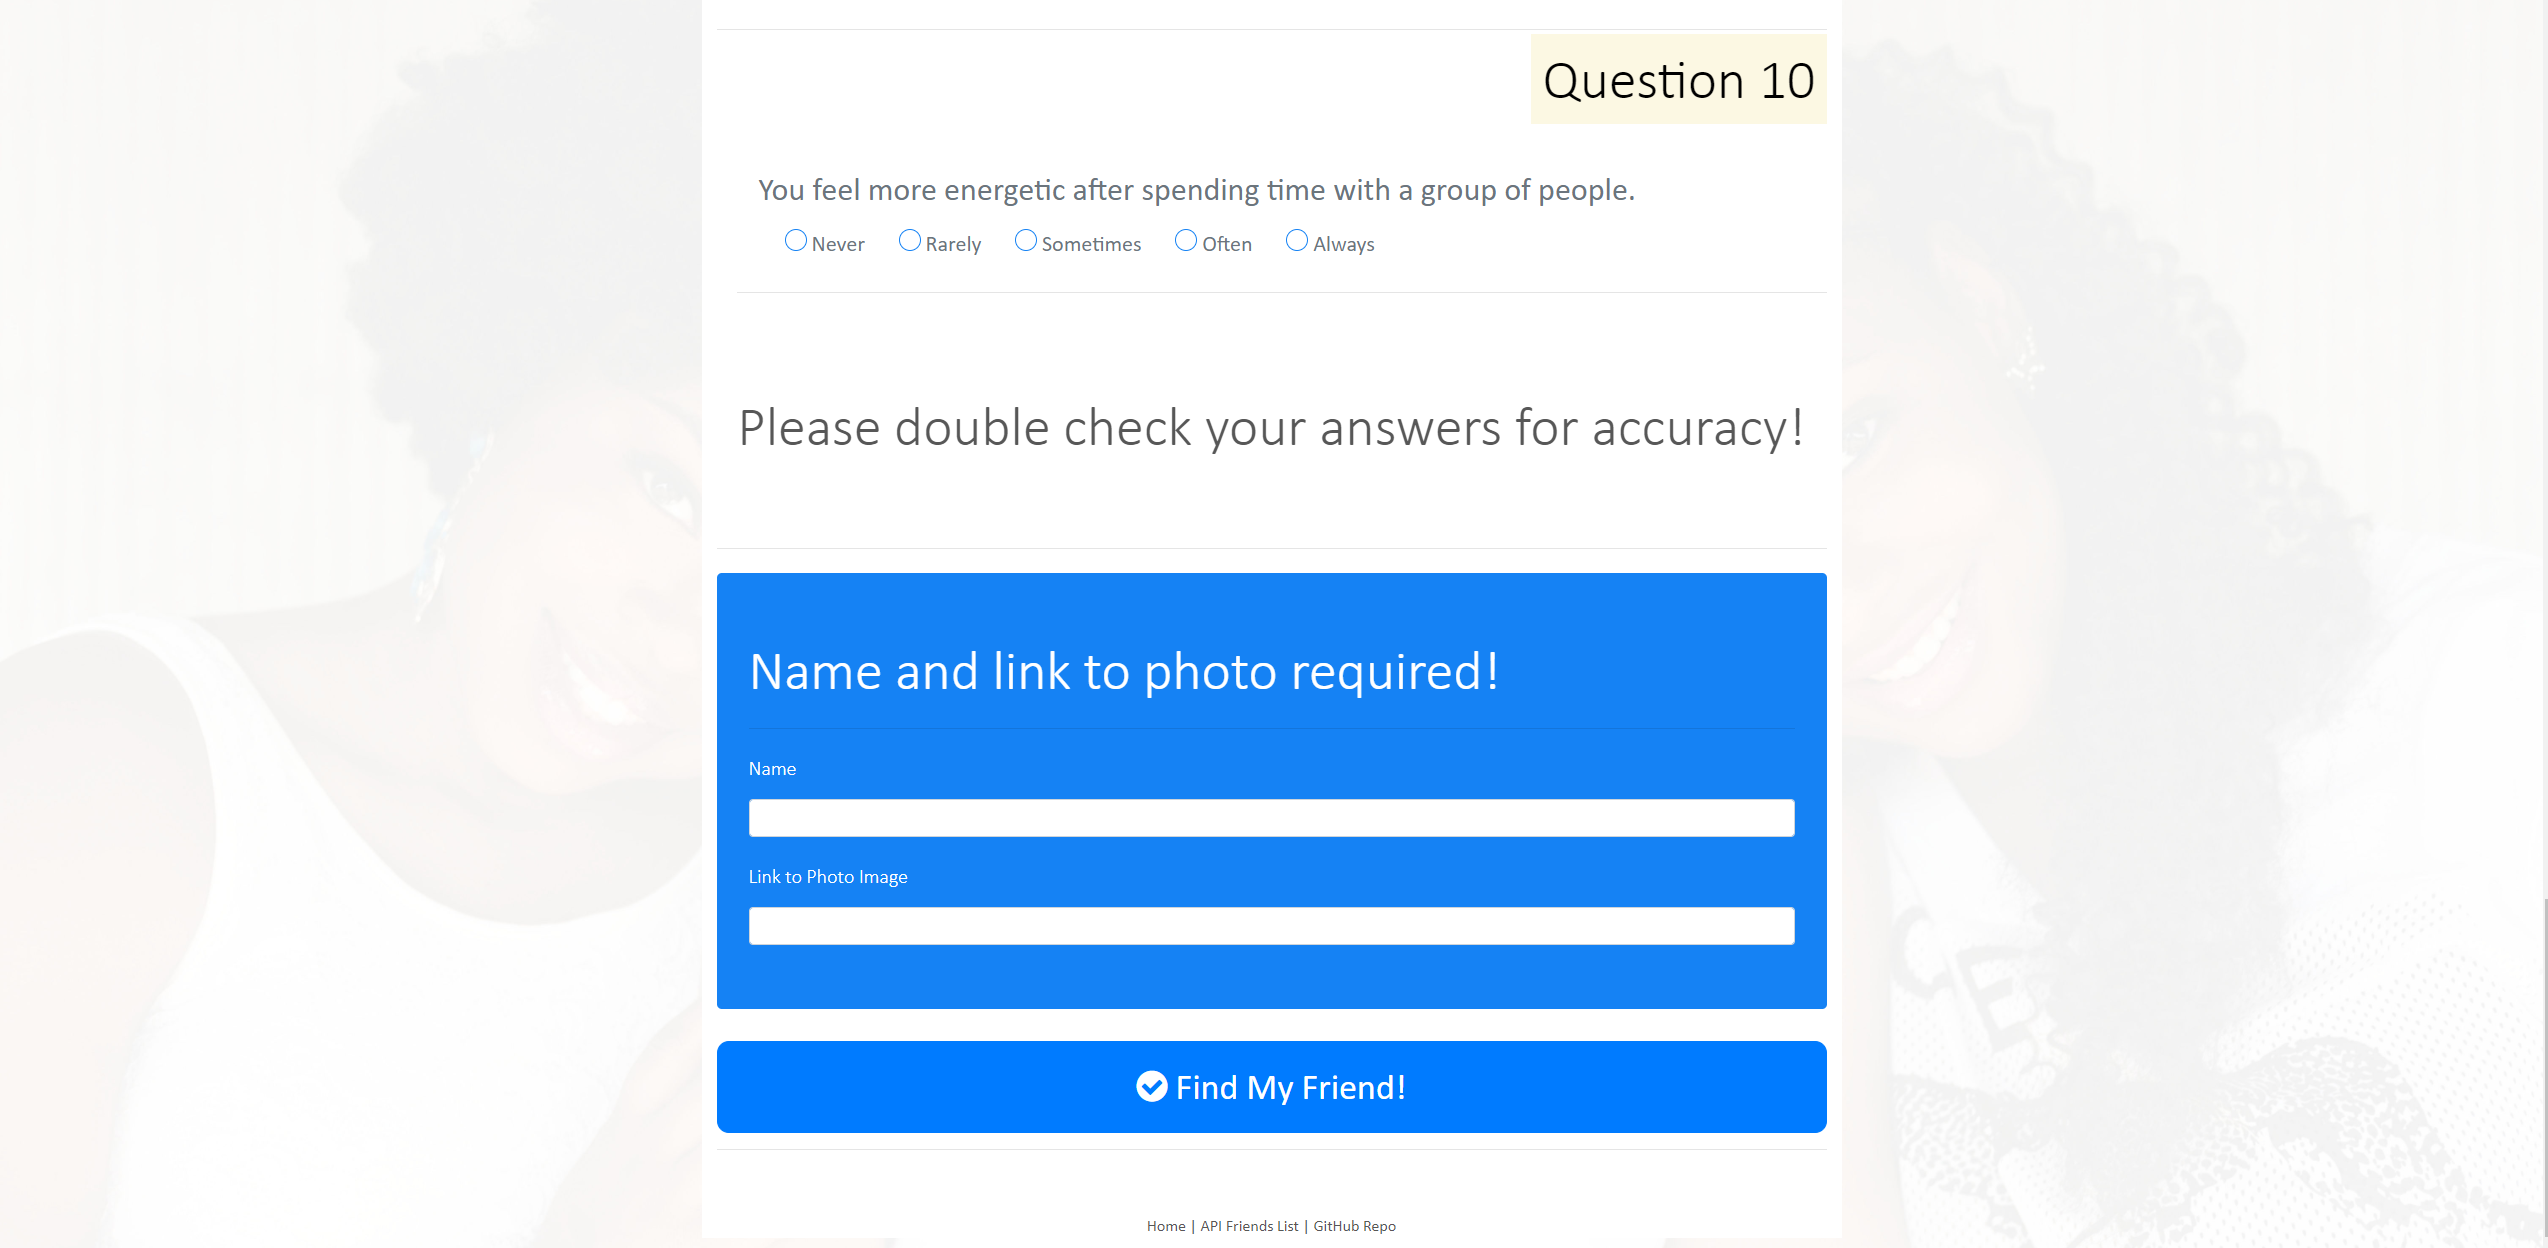 Question 10
You feel more energetic after spending time with a group of people.
Never Rarely Sometimes Often Always
Please double check your answers for accuracy!
Name and link to photo required!
Name
Link to Photo Image
Find My Friend!
Home | API Friends List | GitHub Repo